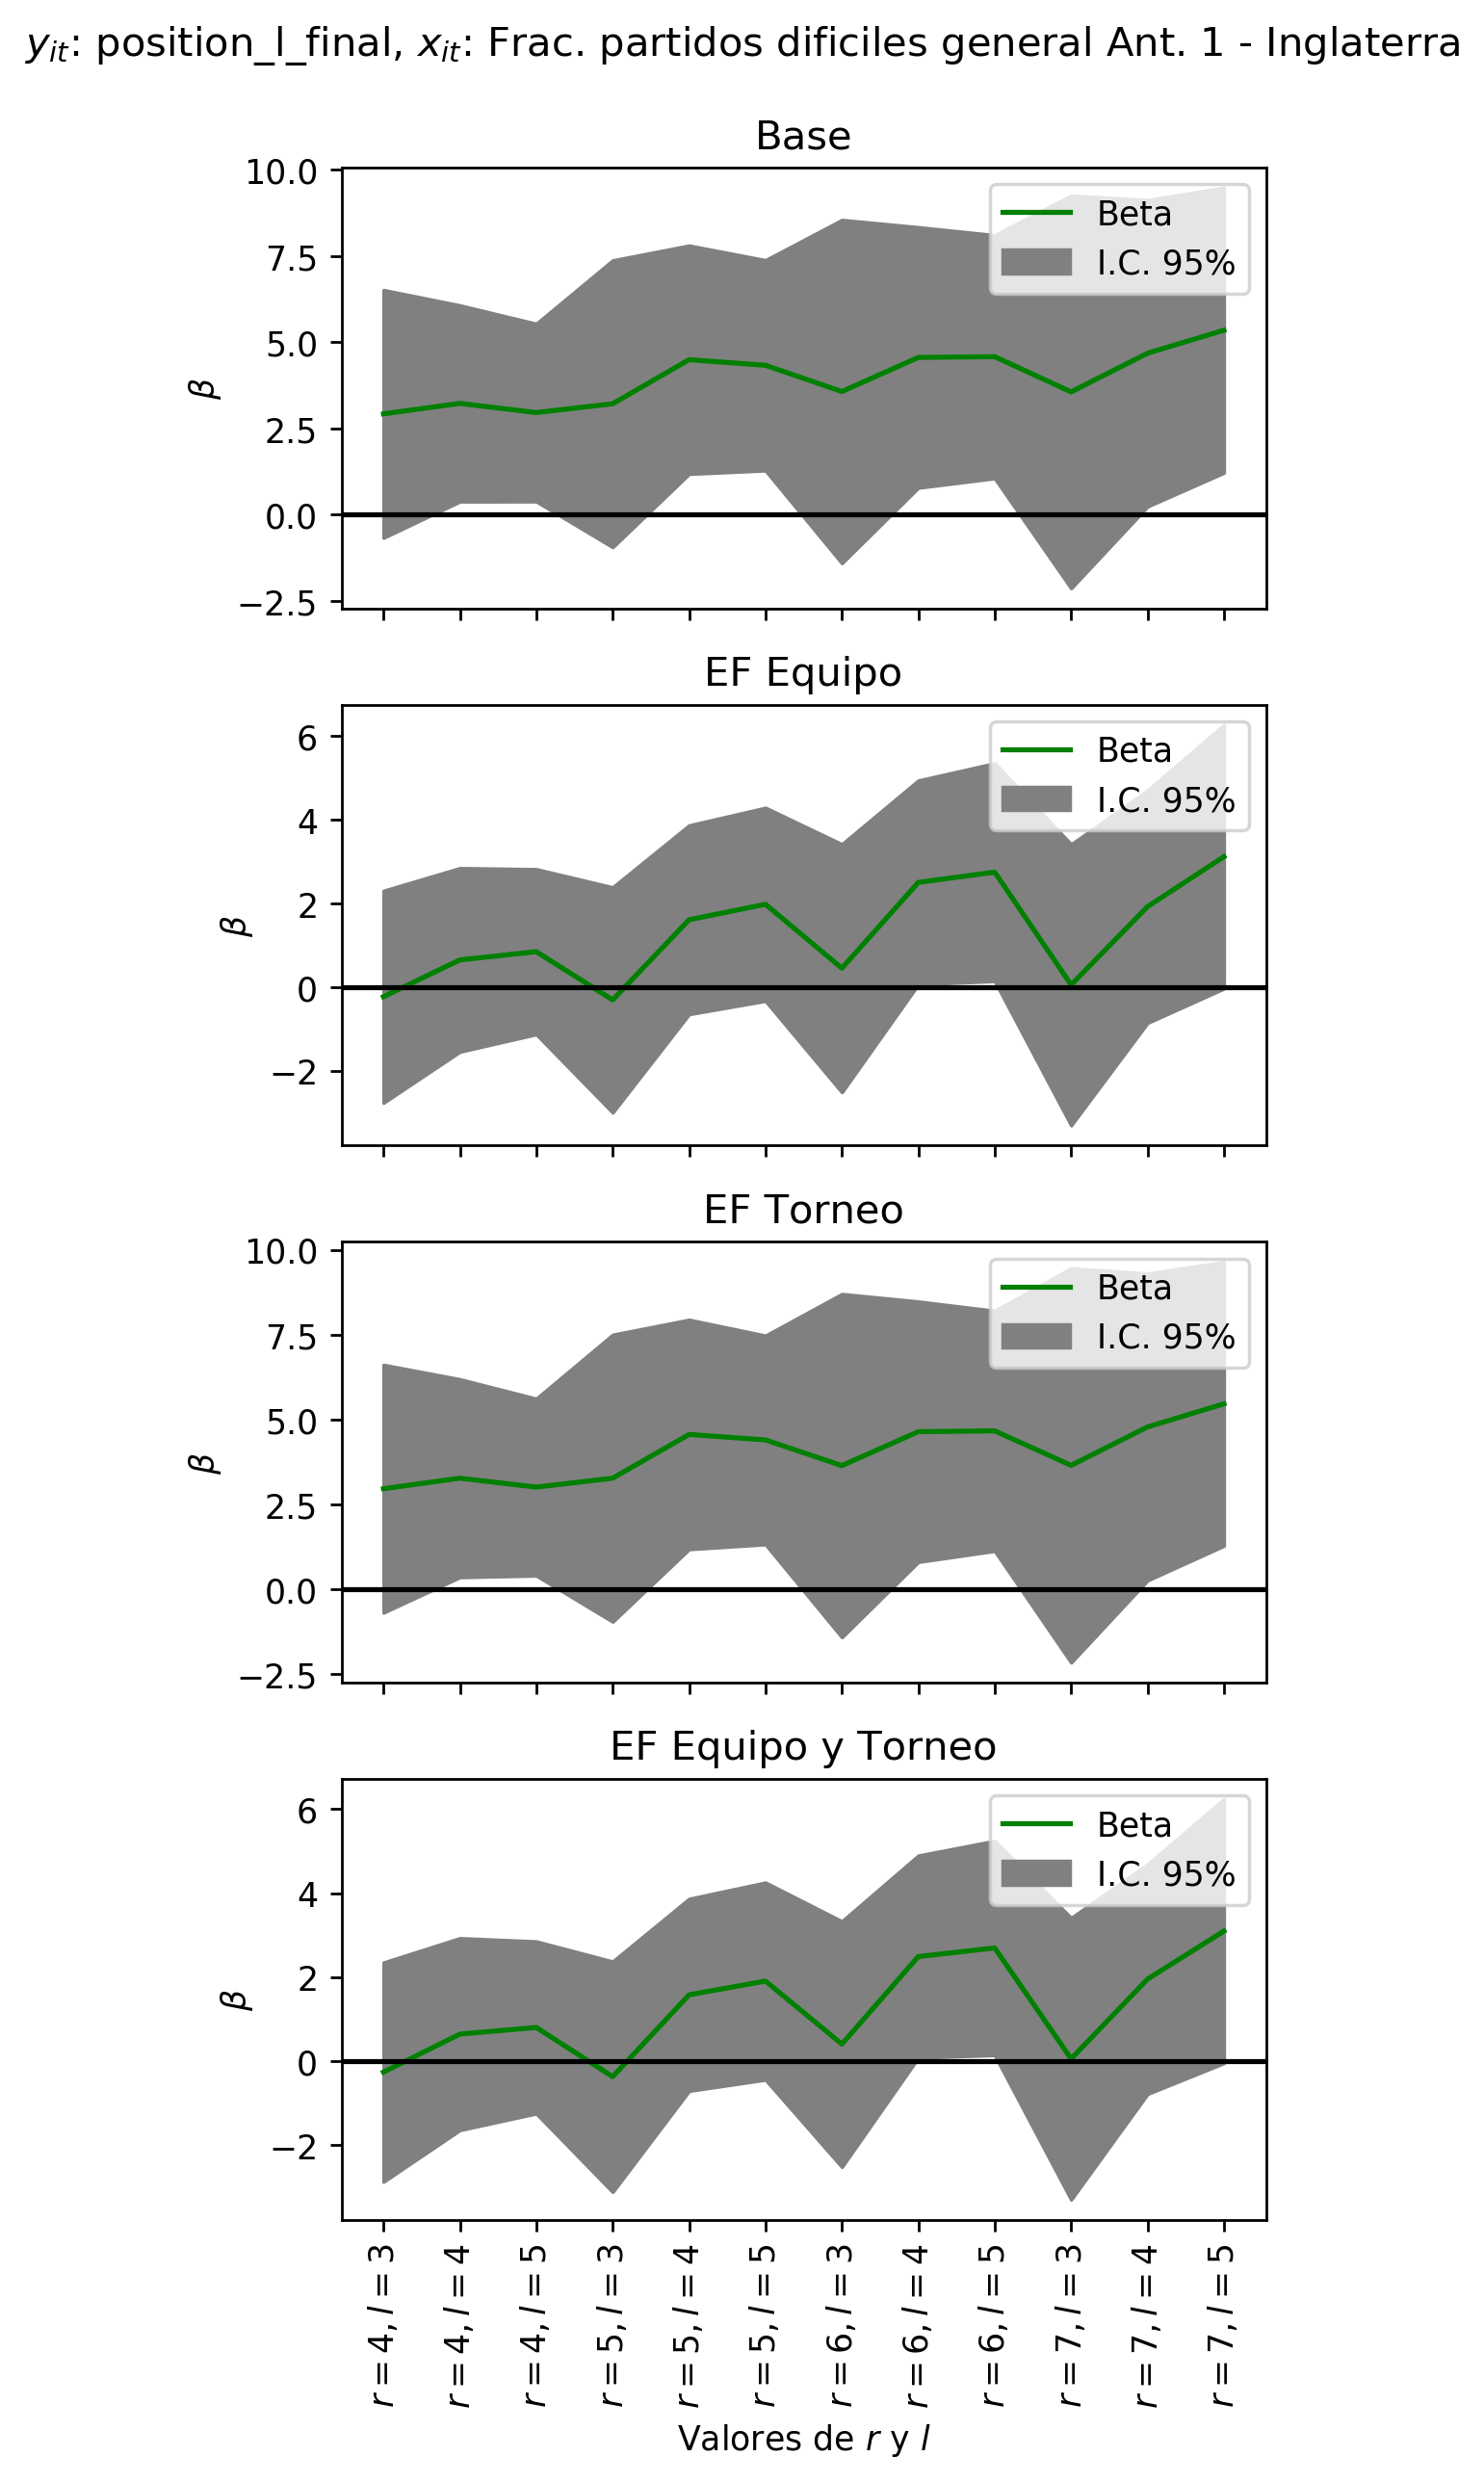 y_it: position_l_final, x_it: Frac. partidos dificiles general Ant. 1 - Inglaterra
Base
10.0
7.5
5.0
2.5
0.0
−2.5
β
Beta
I.C. 95%
EF Equipo
6
4
2
0
−2
β
Beta
I.C. 95%
EF Torneo
10.0
7.5
5.0
2.5
0.0
−2.5
β
Beta
I.C. 95%
EF Equipo y Torneo
6
4
2
0
−2
β
Beta
I.C. 95%
r = 4, l = 3
r = 4, l = 4
r = 4, l = 5
r = 5, l = 3
r = 5, l = 4
r = 5, l = 5
r = 6, l = 3
r = 6, l = 4
r = 6, l = 5
r = 7, l = 3
r = 7, l = 4
r = 7, l = 5
Valores de r y l